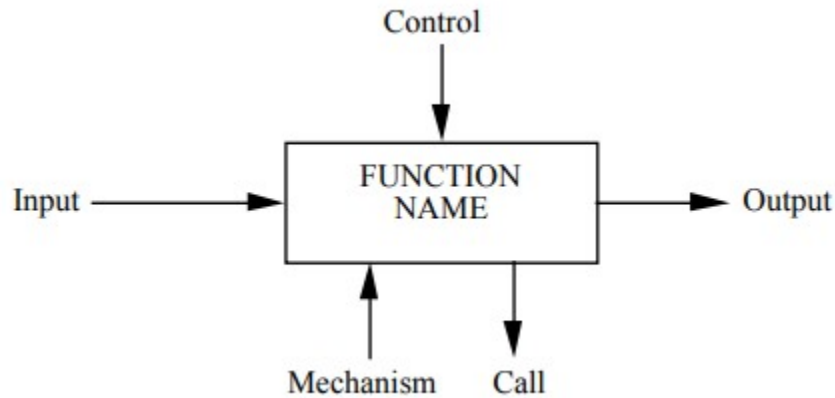 Control
FUNCTION
NAME
Input
Output
Mechanism
Call